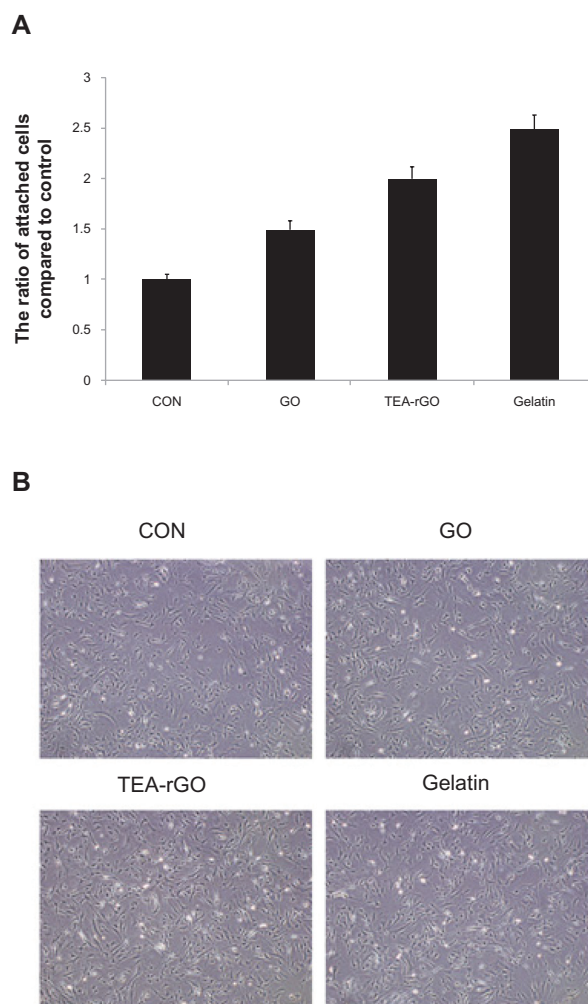 A
The ratio of attached cells
compared to control
3
2.5
2
1.5
1
0.5
0
CON
GO
TEA-rGO
Gelatin
B
CON
GO
TEA-rGO
Gelatin